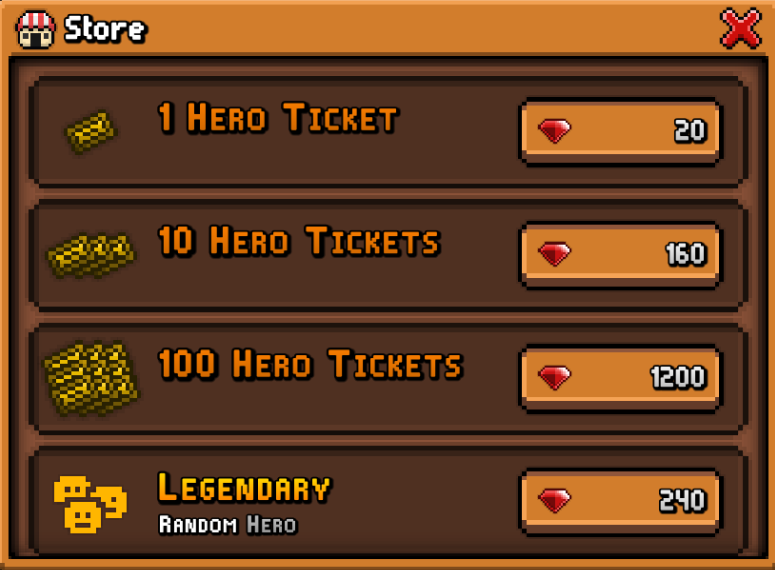 Store
1 Hero Ticket
20
10 Hero Tickets
160
100 Hero Tickets
1200
Legendary
Random Hero
240